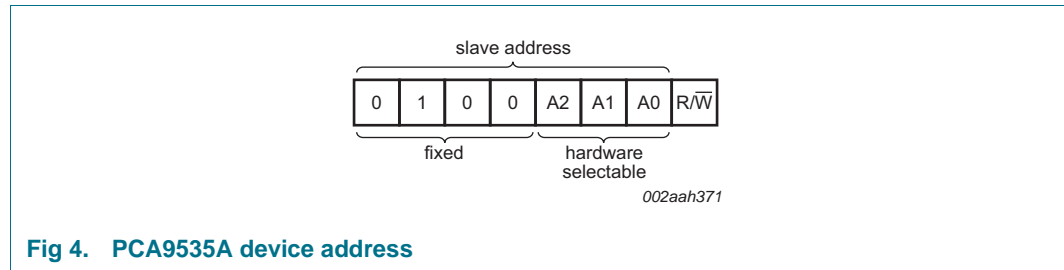 slave address
0 1 0 0 A2 A1 A0 R/W̅
fixed
hardware
selectable
002aah371
Fig 4. PCA9535A device address